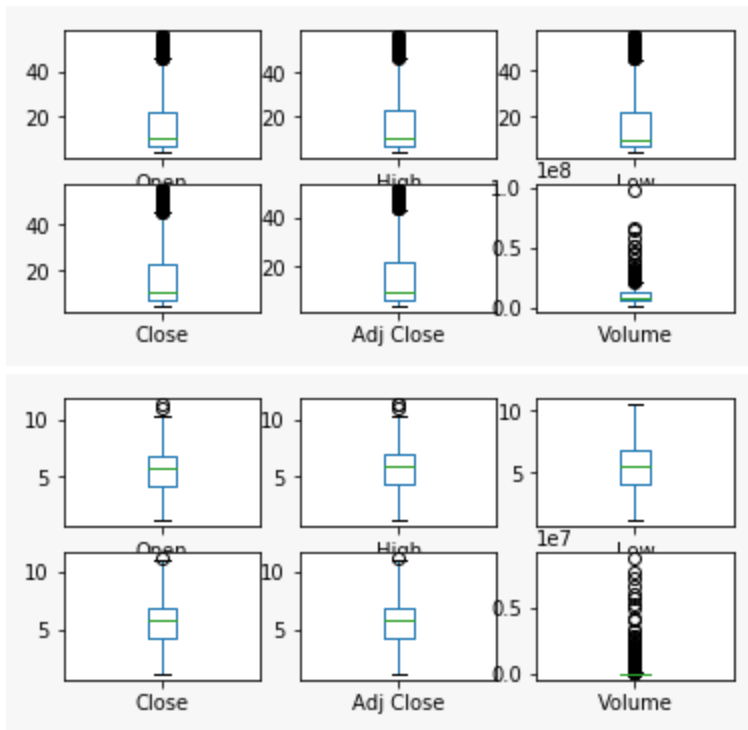 40 40 40
20 20 20
Open High Low
1e8
40 40 1.0
20 20 0.5
0.0
Close Adj Close Volume
10 10 10
5 5 5
Open High Low
1e7
10 10 0.5
5 5 0.0
Close Adj Close Volume